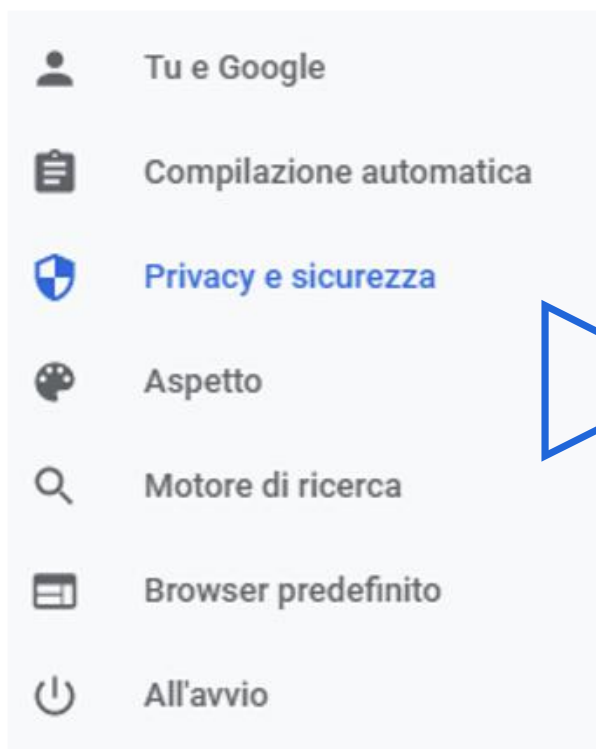 Tu e Google
Compilazione automatica
Privacy e sicurezza
Aspetto
Motore di ricerca
Browser predefinito
All'avvio